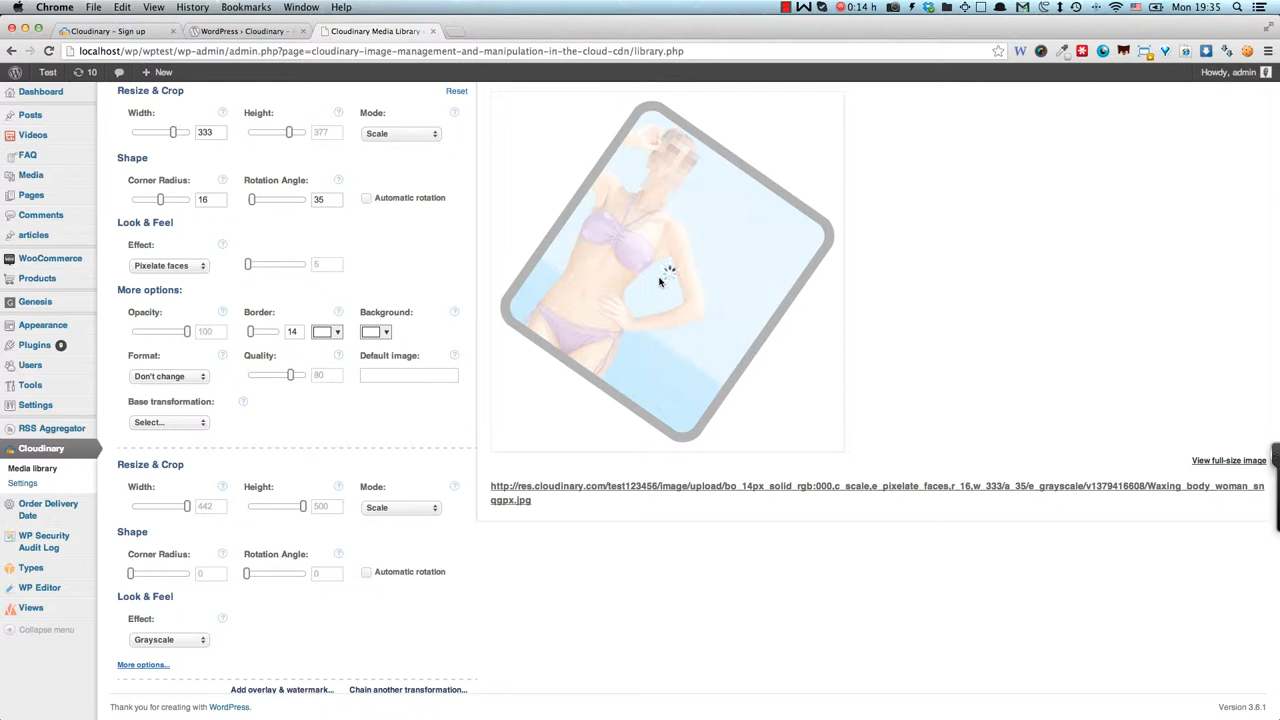 Chrome File Edit View History Bookmarks Window Help 0:14 h Mon 19:35
Cloudinary - Sign up
WordPress › Cloudinary –
Cloudinary Media Library
localhost/wp/wptest/wp-admin/admin.php?page=cloudinary-image-management-and-manipulation-in-the-cloud-cdn/library.php
Test 10 + New Howdy, admin
Dashboard
Posts
Videos
FAQ
Media
Pages
Comments
articles
WooCommerce
Products
Genesis
Appearance
Plugins
Users
Tools
Settings
RSS Aggregator
Cloudinary
Media library
Settings
Order Delivery
Date
WP Security
Audit Log
Types
WP Editor
Views
Collapse menu
Resize & Crop Reset
Width: ? Height: ? Mode: ?
333 377 Scale
Shape
Corner Radius: ? Rotation Angle: ?
16 35 Automatic rotation
Look & Feel
Effect: ?
Pixelate faces 5
More options:
Opacity: ? Border: ? Background: ?
100 14
Format: ? Quality: ? Default image: ?
Don't change 80
Base transformation: ?
Select...
Resize & Crop
Width: ? Height: ? Mode: ?
442 500 Scale
Shape
Corner Radius: ? Rotation Angle: ?
0 0 Automatic rotation
Look & Feel
Effect: ?
Grayscale
More options...
Add overlay & watermark... Chain another transformation...
View full-size image
http://res.cloudinary.com/test123456/image/upload/bo_14px_solid_rgb:000,c_scale,e_pixelate_faces,r_16,w_333/a_35/e_grayscale/v1379416608/Waxing_body_woman_sn
qgpx.jpg
Thank you for creating with WordPress. Version 3.6.1